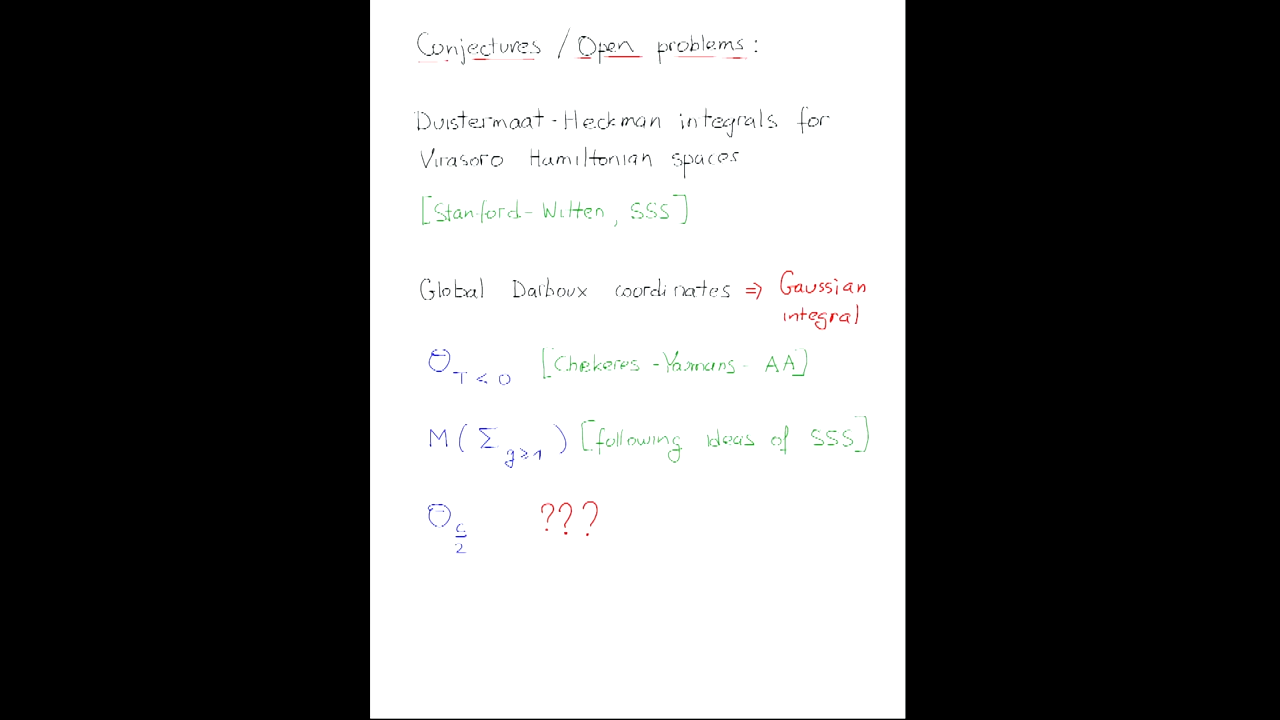 Conjectures / Open problems :
Duistermaat - Heckman integrals for
Virasoro Hamiltonian spaces
[Stanford - Witten, SSS]
Global Darboux coordinates ⇒ Gaussian
integral
O_{T < 0} [Chekeres - Youmans - AA]
M ( Σ_{g ≥ 1} ) [following ideas of SSS]
O_{c/2} ???